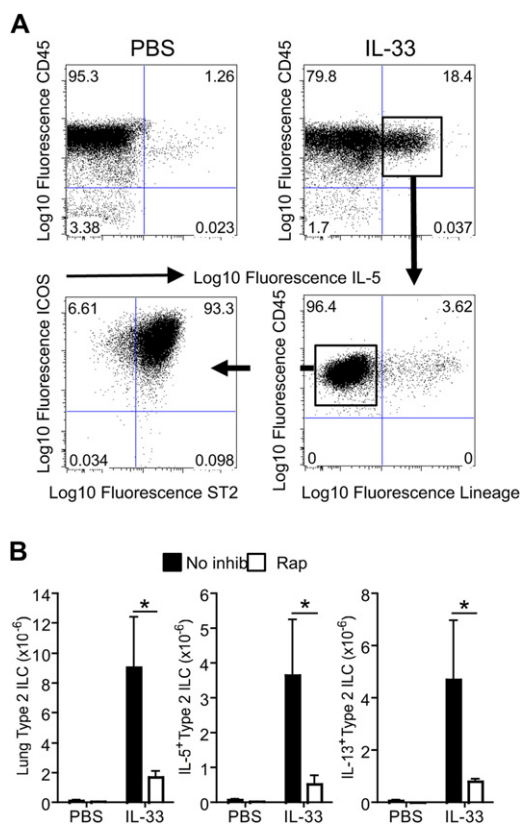 A
PBS
IL-33
Log10 Fluorescence CD45
95.3
1.26
3.38
0.023
Log10 Fluorescence CD45
79.8
18.4
1.7
0.037
Log10 Fluorescence IL-5
Log10 Fluorescence ICOS
6.61
93.3
0.034
0.098
Log10 Fluorescence ST2
Log10 Fluorescence CD45
96.4
3.62
0
0
Log10 Fluorescence Lineage
B
No inhib
Rap
Lung Type 2 ILC (x10⁻⁶)
14
12
10
8
6
4
2
0
*
PBS
IL-33
IL-5⁺Type 2 ILC (x10⁻⁶)
6
5
4
3
2
1
0
*
PBS
IL-33
IL-13⁺Type 2 ILC (x10⁻⁶)
8
6
4
2
0
*
PBS
IL-33